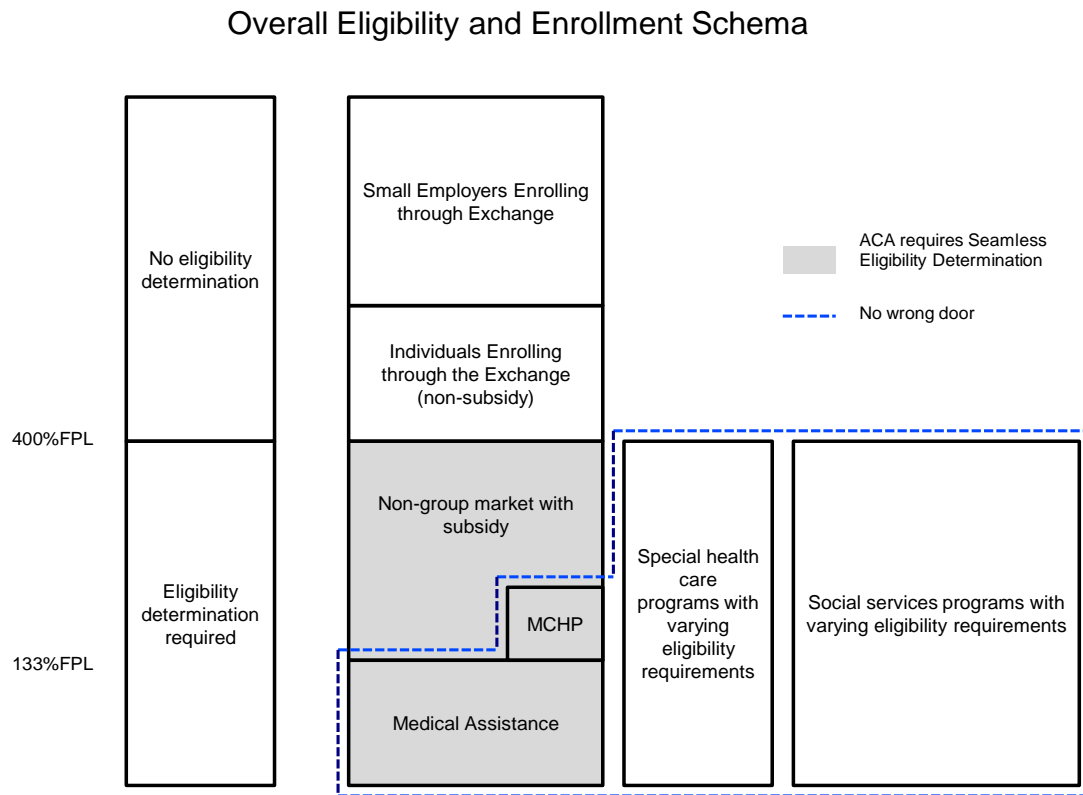 Overall Eligibility and Enrollment Schema
Small Employers Enrolling
through Exchange
No eligibility
determination
ACA requires Seamless
Eligibility Determination
No wrong door
Individuals Enrolling
through the Exchange
(non-subsidy)
400%FPL
Non-group market with
subsidy
Eligibility
determination
required
MCHP
Special health
care
programs with
varying
eligibility
requirements
Social services programs with
varying eligibility requirements
133%FPL
Medical Assistance